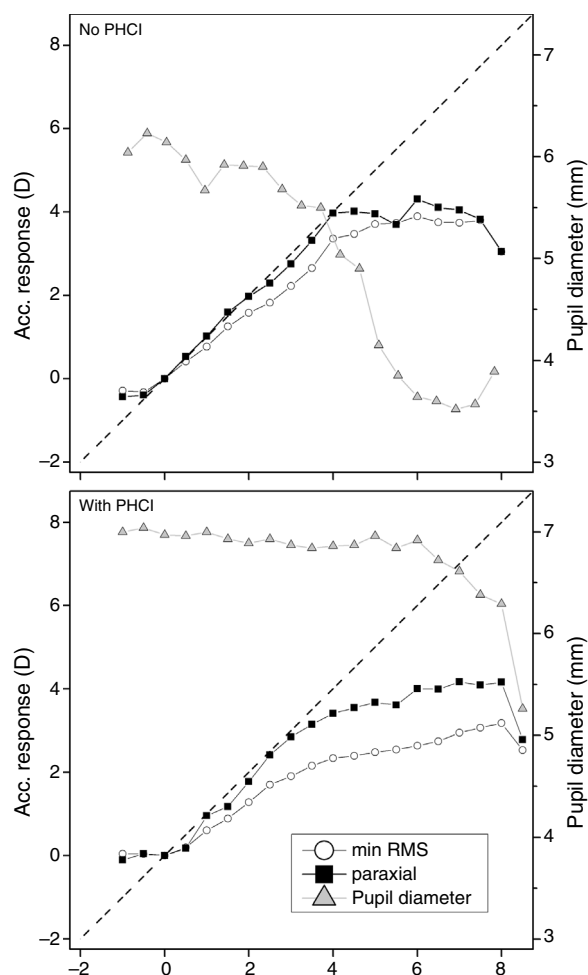 No PHCI
8
6
4
2
0
−2
Acc. response (D)
7
6
5
4
3
Pupil diameter (mm)
With PHCI
8
6
4
2
0
−2
Acc. response (D)
7
6
5
4
3
Pupil diameter (mm)
min RMS
paraxial
Pupil diameter
−2 0 2 4 6 8